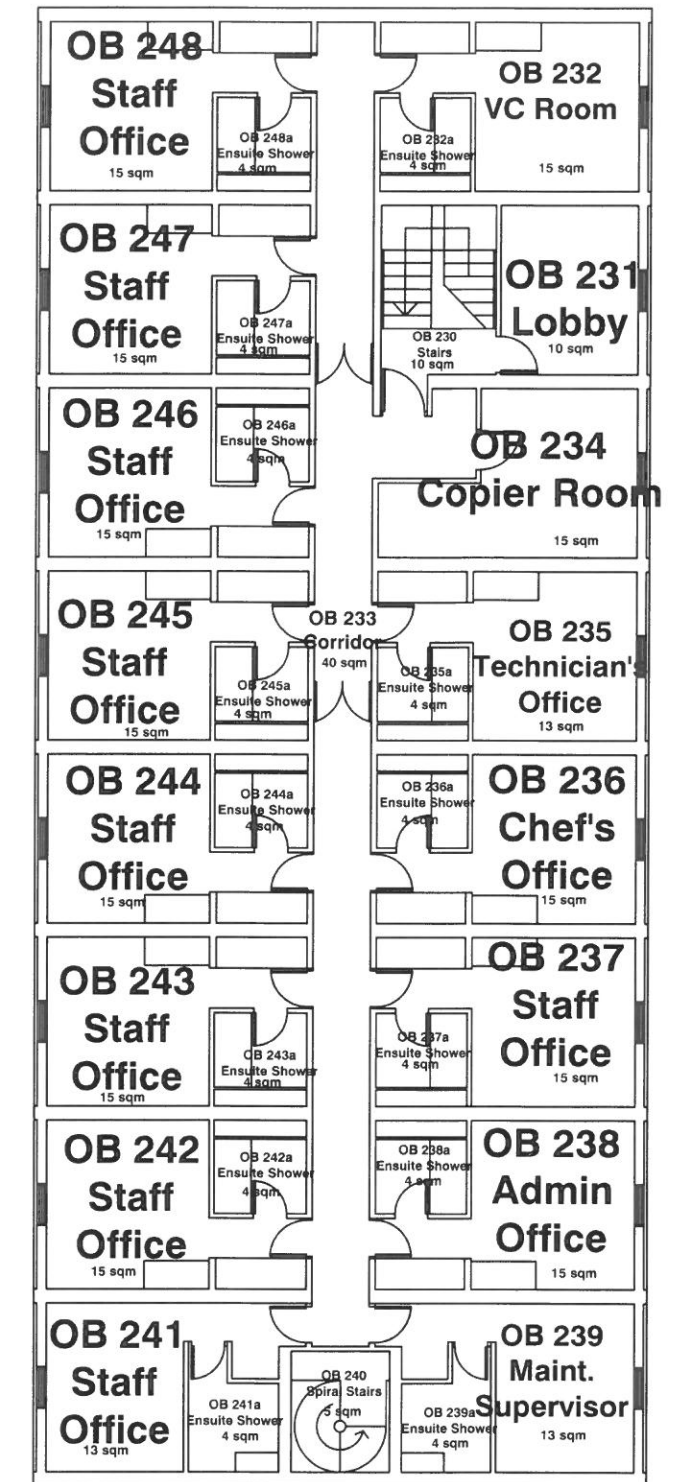 OB 248
Staff
Office
15 sqm
OB 248a
Ensuite Shower
4 sqm
OB 232a
Ensuite Shower
4 sqm
OB 232
VC Room
15 sqm
OB 247
Staff
Office
15 sqm
OB 247a
Ensuite Shower
4 sqm
OB 230
Stairs
10 sqm
OB 231
Lobby
10 sqm
OB 246
Staff
Office
15 sqm
OB 246a
Ensuite Shower
4 sqm
OB 234
Copier Room
15 sqm
OB 245
Staff
Office
15 sqm
OB 245a
Ensuite Shower
4 sqm
OB 233
Corridor
40 sqm
OB 235a
Ensuite Shower
4 sqm
OB 235
Technician's
Office
13 sqm
OB 244
Staff
Office
15 sqm
OB 244a
Ensuite Shower
4 sqm
OB 236a
Ensuite Shower
4 sqm
OB 236
Chef's
Office
15 sqm
OB 243
Staff
Office
15 sqm
OB 243a
Ensuite Shower
4 sqm
OB 237a
Ensuite Shower
4 sqm
OB 237
Staff
Office
15 sqm
OB 242
Staff
Office
15 sqm
OB 242a
Ensuite Shower
4 sqm
OB 238a
Ensuite Shower
4 sqm
OB 238
Admin
Office
15 sqm
OB 241
Staff
Office
13 sqm
OB 241a
Ensuite Shower
4 sqm
OB 240
Spiral Stairs
5 sqm
OB 239a
Ensuite Shower
4 sqm
OB 239
Maint.
Supervisor
13 sqm